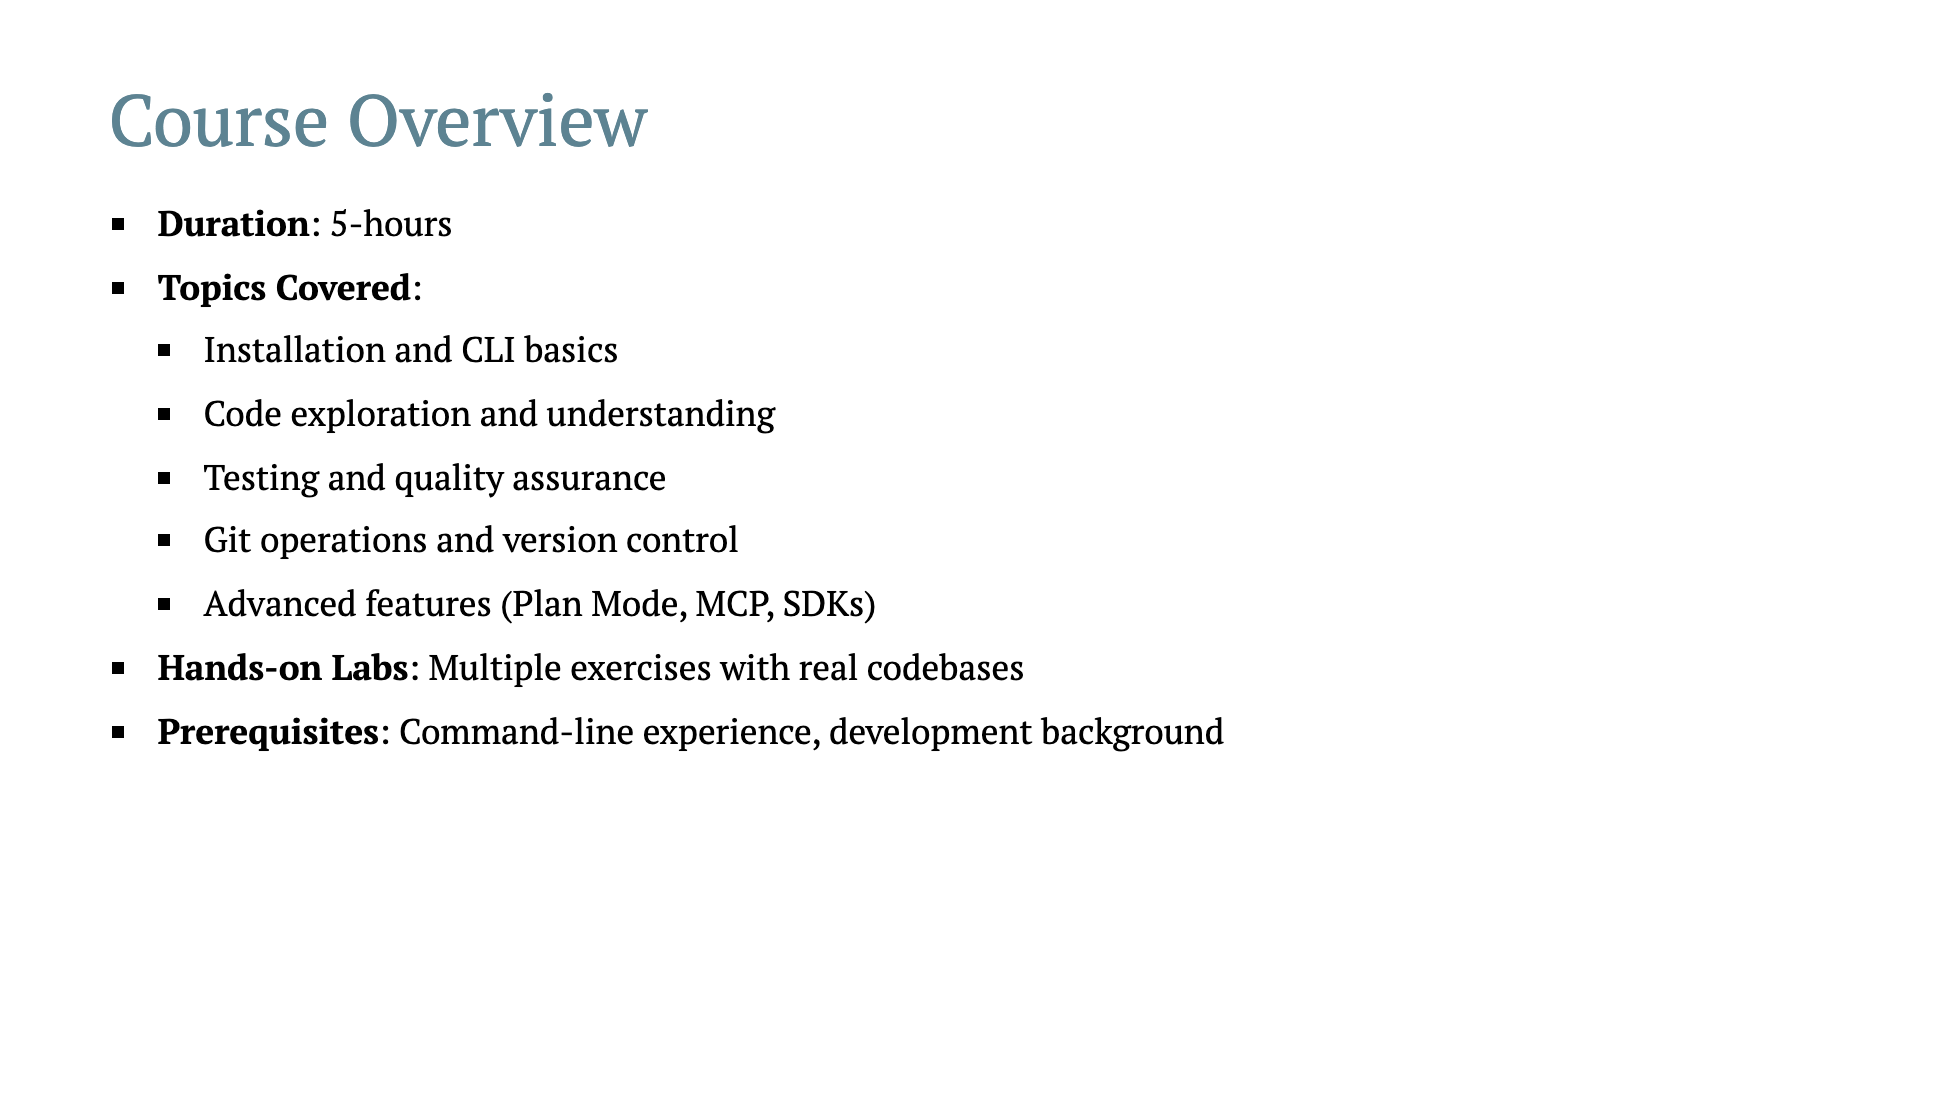 Course Overview
▪ Duration: 5-hours
▪ Topics Covered:
▪ Installation and CLI basics
▪ Code exploration and understanding
▪ Testing and quality assurance
▪ Git operations and version control
▪ Advanced features (Plan Mode, MCP, SDKs)
▪ Hands-on Labs: Multiple exercises with real codebases
▪ Prerequisites: Command-line experience, development background